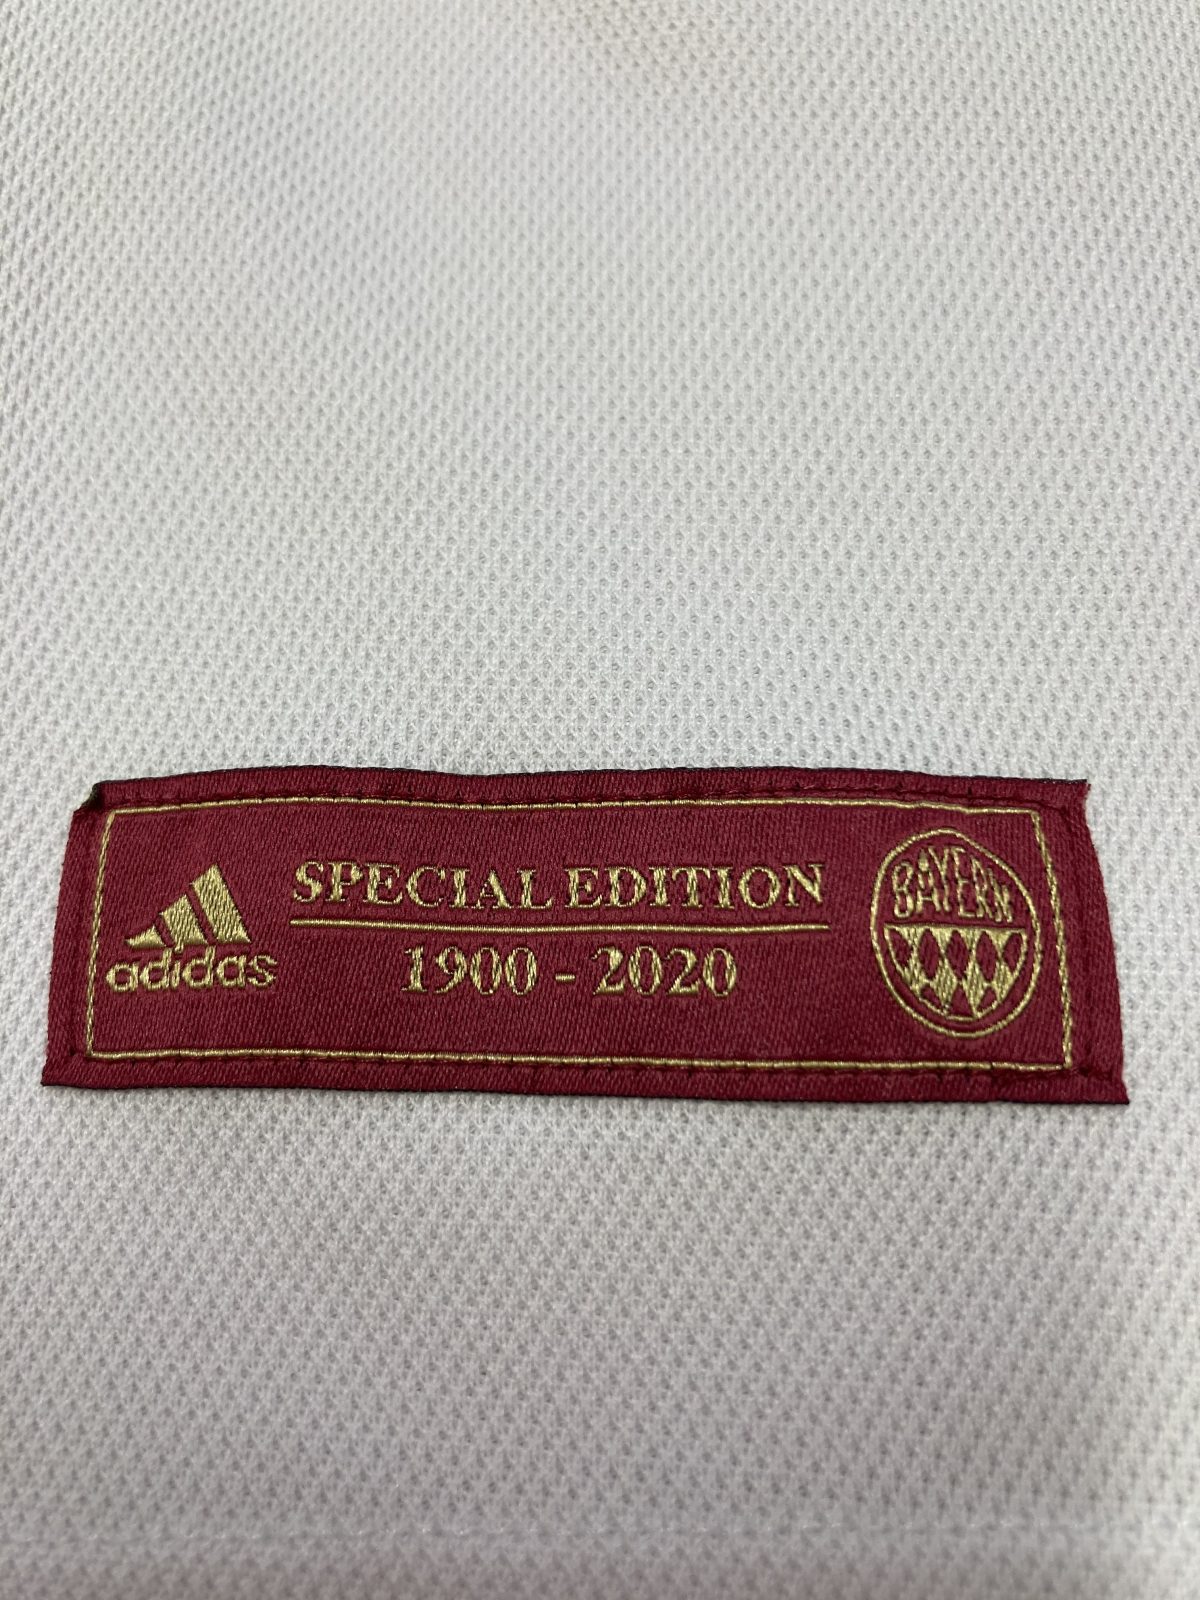 SPECIAL EDITION
1900 - 2020
adidas
BAYERN